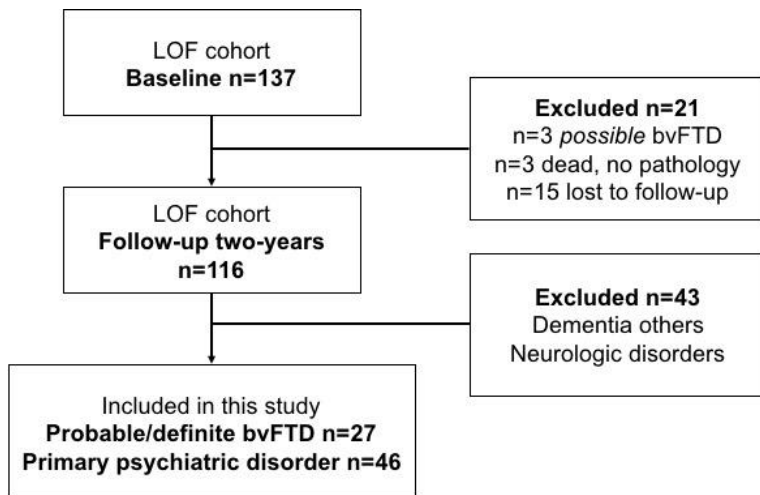 LOF cohort
Baseline n=137
Excluded n=21
n=3 possible bvFTD
n=3 dead, no pathology
n=15 lost to follow-up
LOF cohort
Follow-up two-years
n=116
Excluded n=43
Dementia others
Neurologic disorders
Included in this study
Probable/definite bvFTD n=27
Primary psychiatric disorder n=46